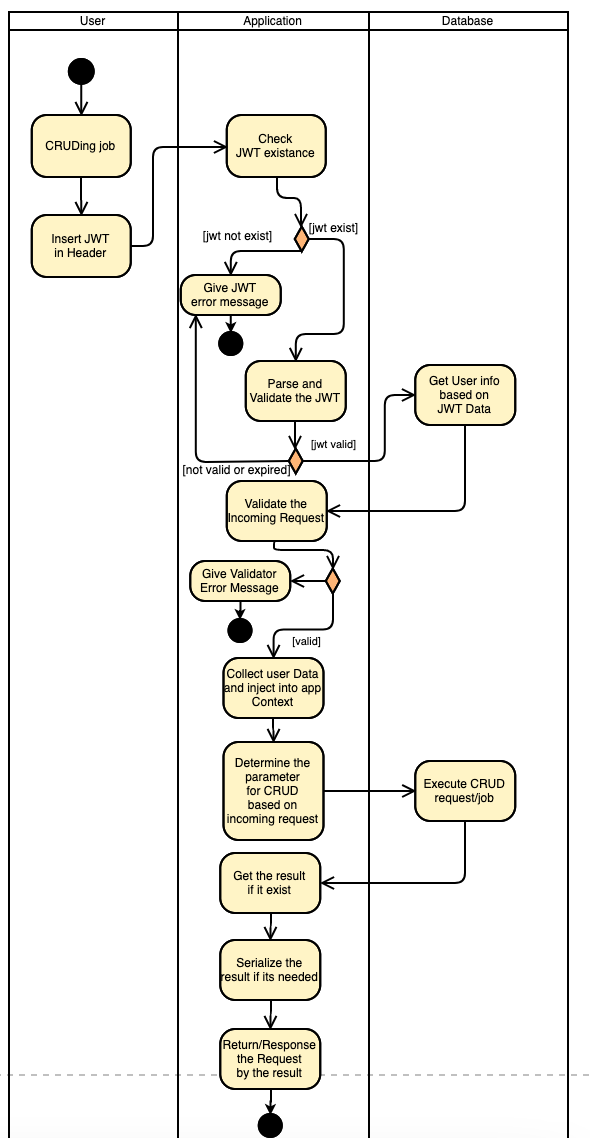 User
Application
Database
CRUDing job
Check
JWT existance
Insert JWT
in Header
[jwt not exist]
[jwt exist]
Give JWT
error message
Parse and
Validate the JWT
Get User info
based on
JWT Data
[jwt valid]
[not valid or expired]
Validate the
Incoming Request
Give Validator
Error Message
[valid]
Collect user Data
and inject into app
Context
Determine the
parameter
for CRUD
based on
incoming request
Execute CRUD
request/job
Get the result
if it exist
Serialize the
result if its needed
Return/Response
the Request
by the result